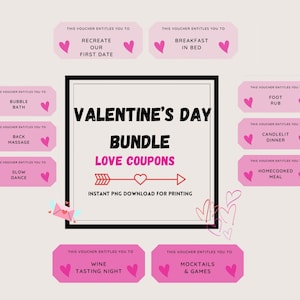 THIS VOUCHER ENTITLES YOU TO
RECREATE
OUR
FIRST DATE
THIS VOUCHER ENTITLES YOU TO
BREAKFAST
IN BED
THIS VOUCHER ENTITLES YOU TO
BUBBLE
BATH
THIS VOUCHER ENTITLES YOU TO
BACK
MASSAGE
THIS VOUCHER ENTITLES YOU TO
SLOW
DANCE
VALENTINE'S DAY
BUNDLE
LOVE COUPONS
INSTANT PNG DOWNLOAD FOR PRINTING
THIS VOUCHER ENTITLES YOU TO
FOOT
RUB
THIS VOUCHER ENTITLES YOU TO
CANDLELIT
DINNER
THIS VOUCHER ENTITLES YOU TO
HOMECOOKED
MEAL
THIS VOUCHER ENTITLES YOU TO
WINE
TASTING NIGHT
THIS VOUCHER ENTITLES YOU TO
MOCKTAILS
& GAMES